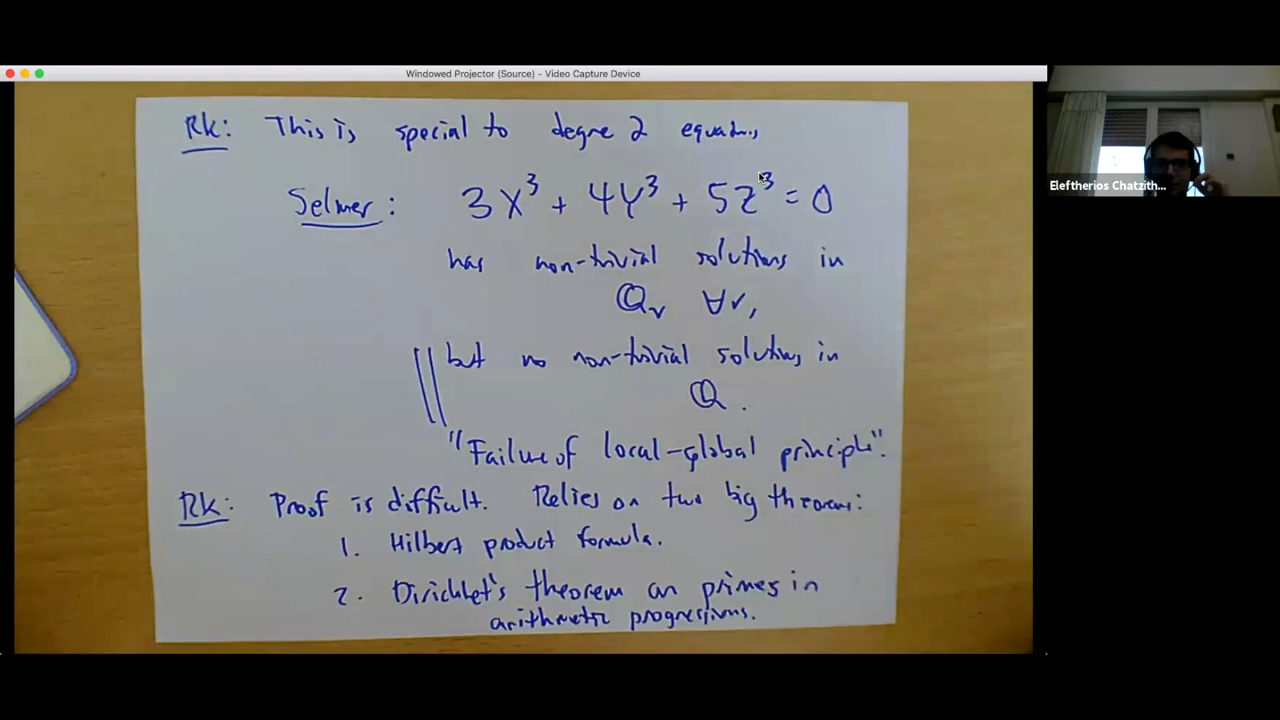 Windowed Projector (Source) - Video Capture Device
Rk: This is special to degre 2 equations
Selmer: 3X³ + 4Y³ + 5Z³ = 0
has non-trivial solutions in
ℚᵥ ∀v,
but no non-trivial solutions in
ℚ.
"Failure of local-global principle".
Rk: Proof is difficult. Relies on two big theorems:
1. Hilbert product formula.
2. Dirichlet's theorem on primes in
arithmetic progressions.
Eleftherios Chatzith...